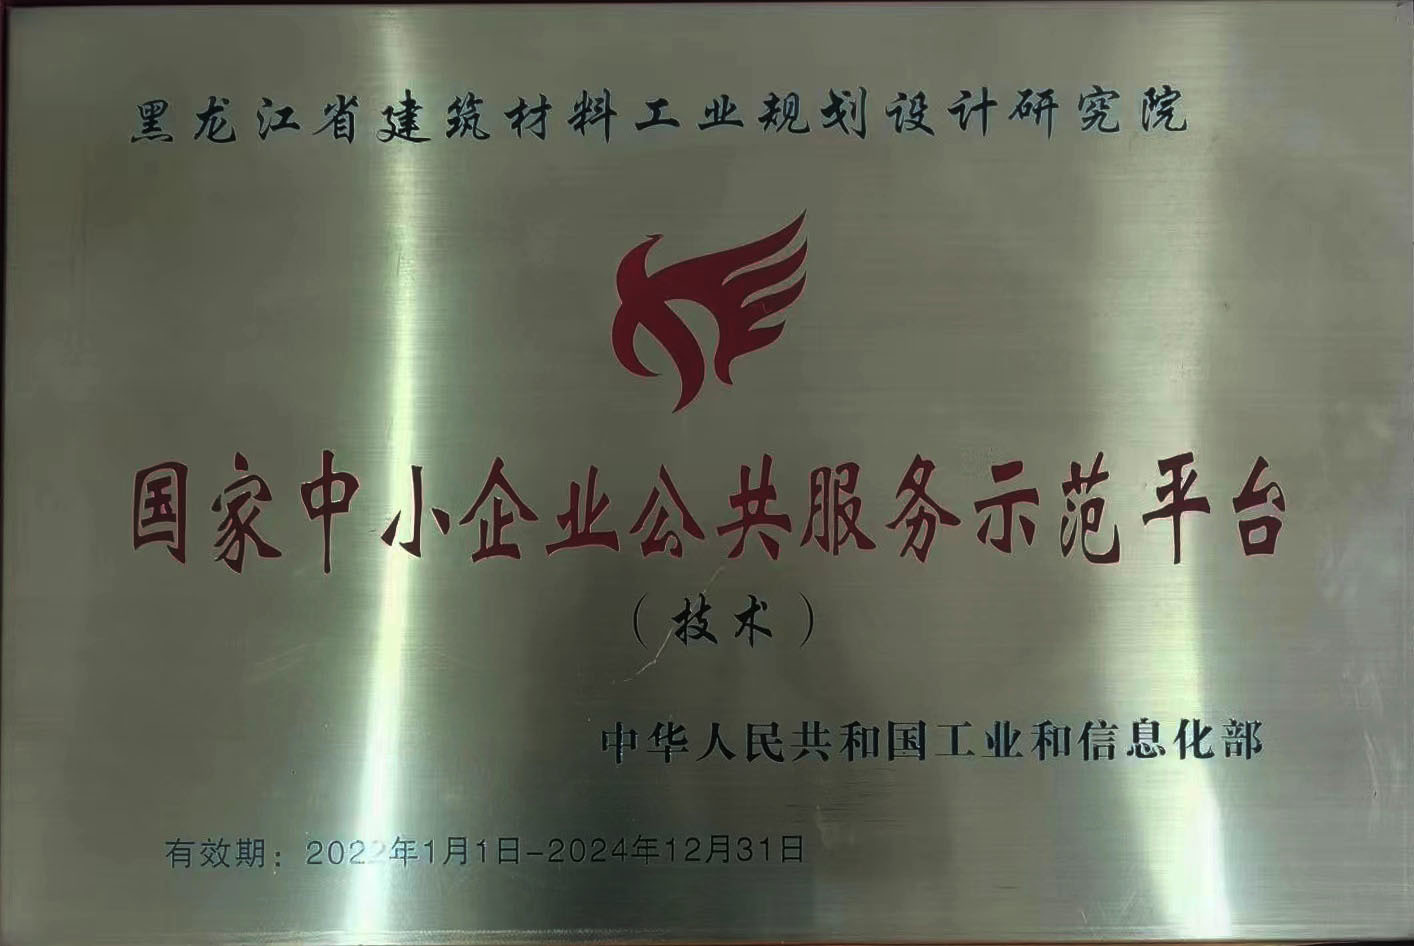 黑龙江省建筑材料工业规划设计研究院
国家中小企业公共服务示范平台
（技术）
中华人民共和国工业和信息化部
有效期：2022年1月1日-2024年12月31日